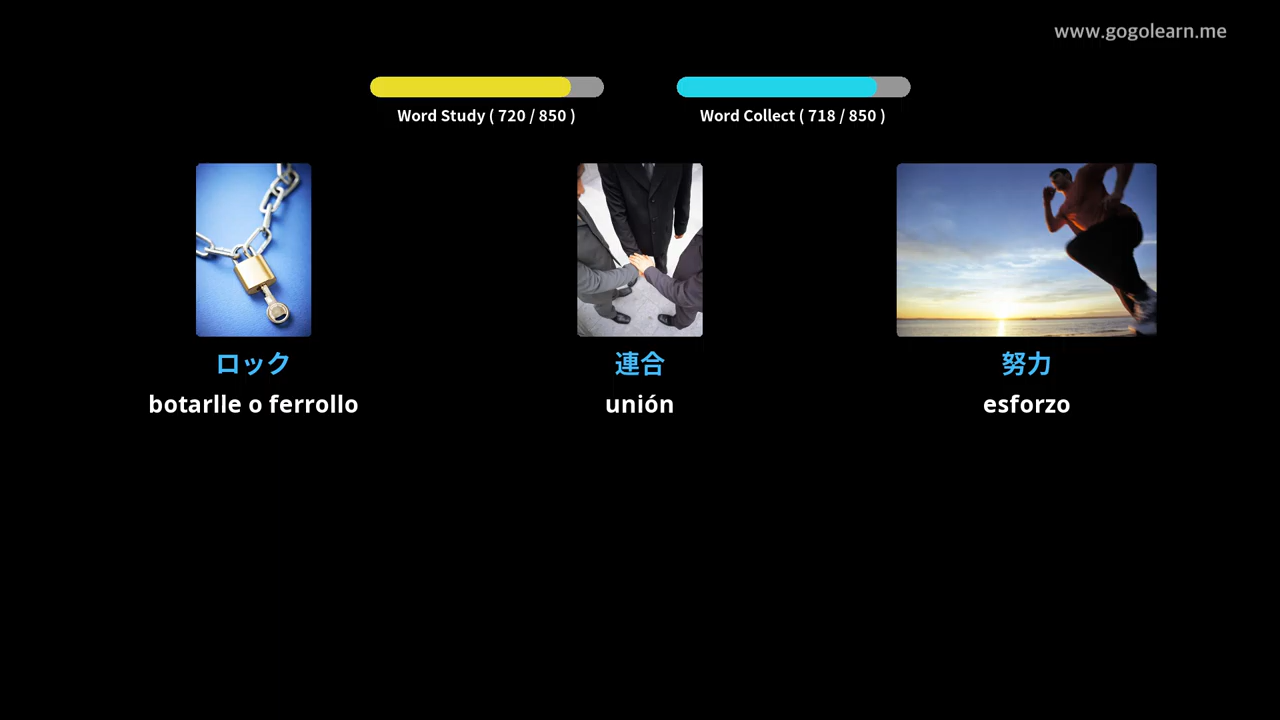 www.gogolearn.me
Word Study ( 720 / 850 )
Word Collect ( 718 / 850 )
ロック
連合
努力
botarlle o ferrollo
unión
esforzo